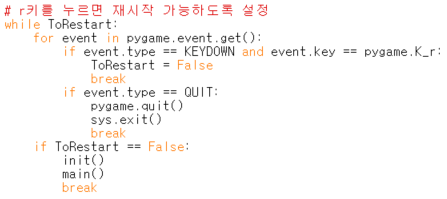 # r키를 누르면 재시작 가능하도록 설정
while ToRestart:
    for event in pygame.event.get():
        if event.type == KEYDOWN and event.key == pygame.K_r:
            ToRestart = False
            break
        if event.type == QUIT:
            pygame.quit()
            sys.exit()
            break
    if ToRestart == False:
        init()
        main()
        break